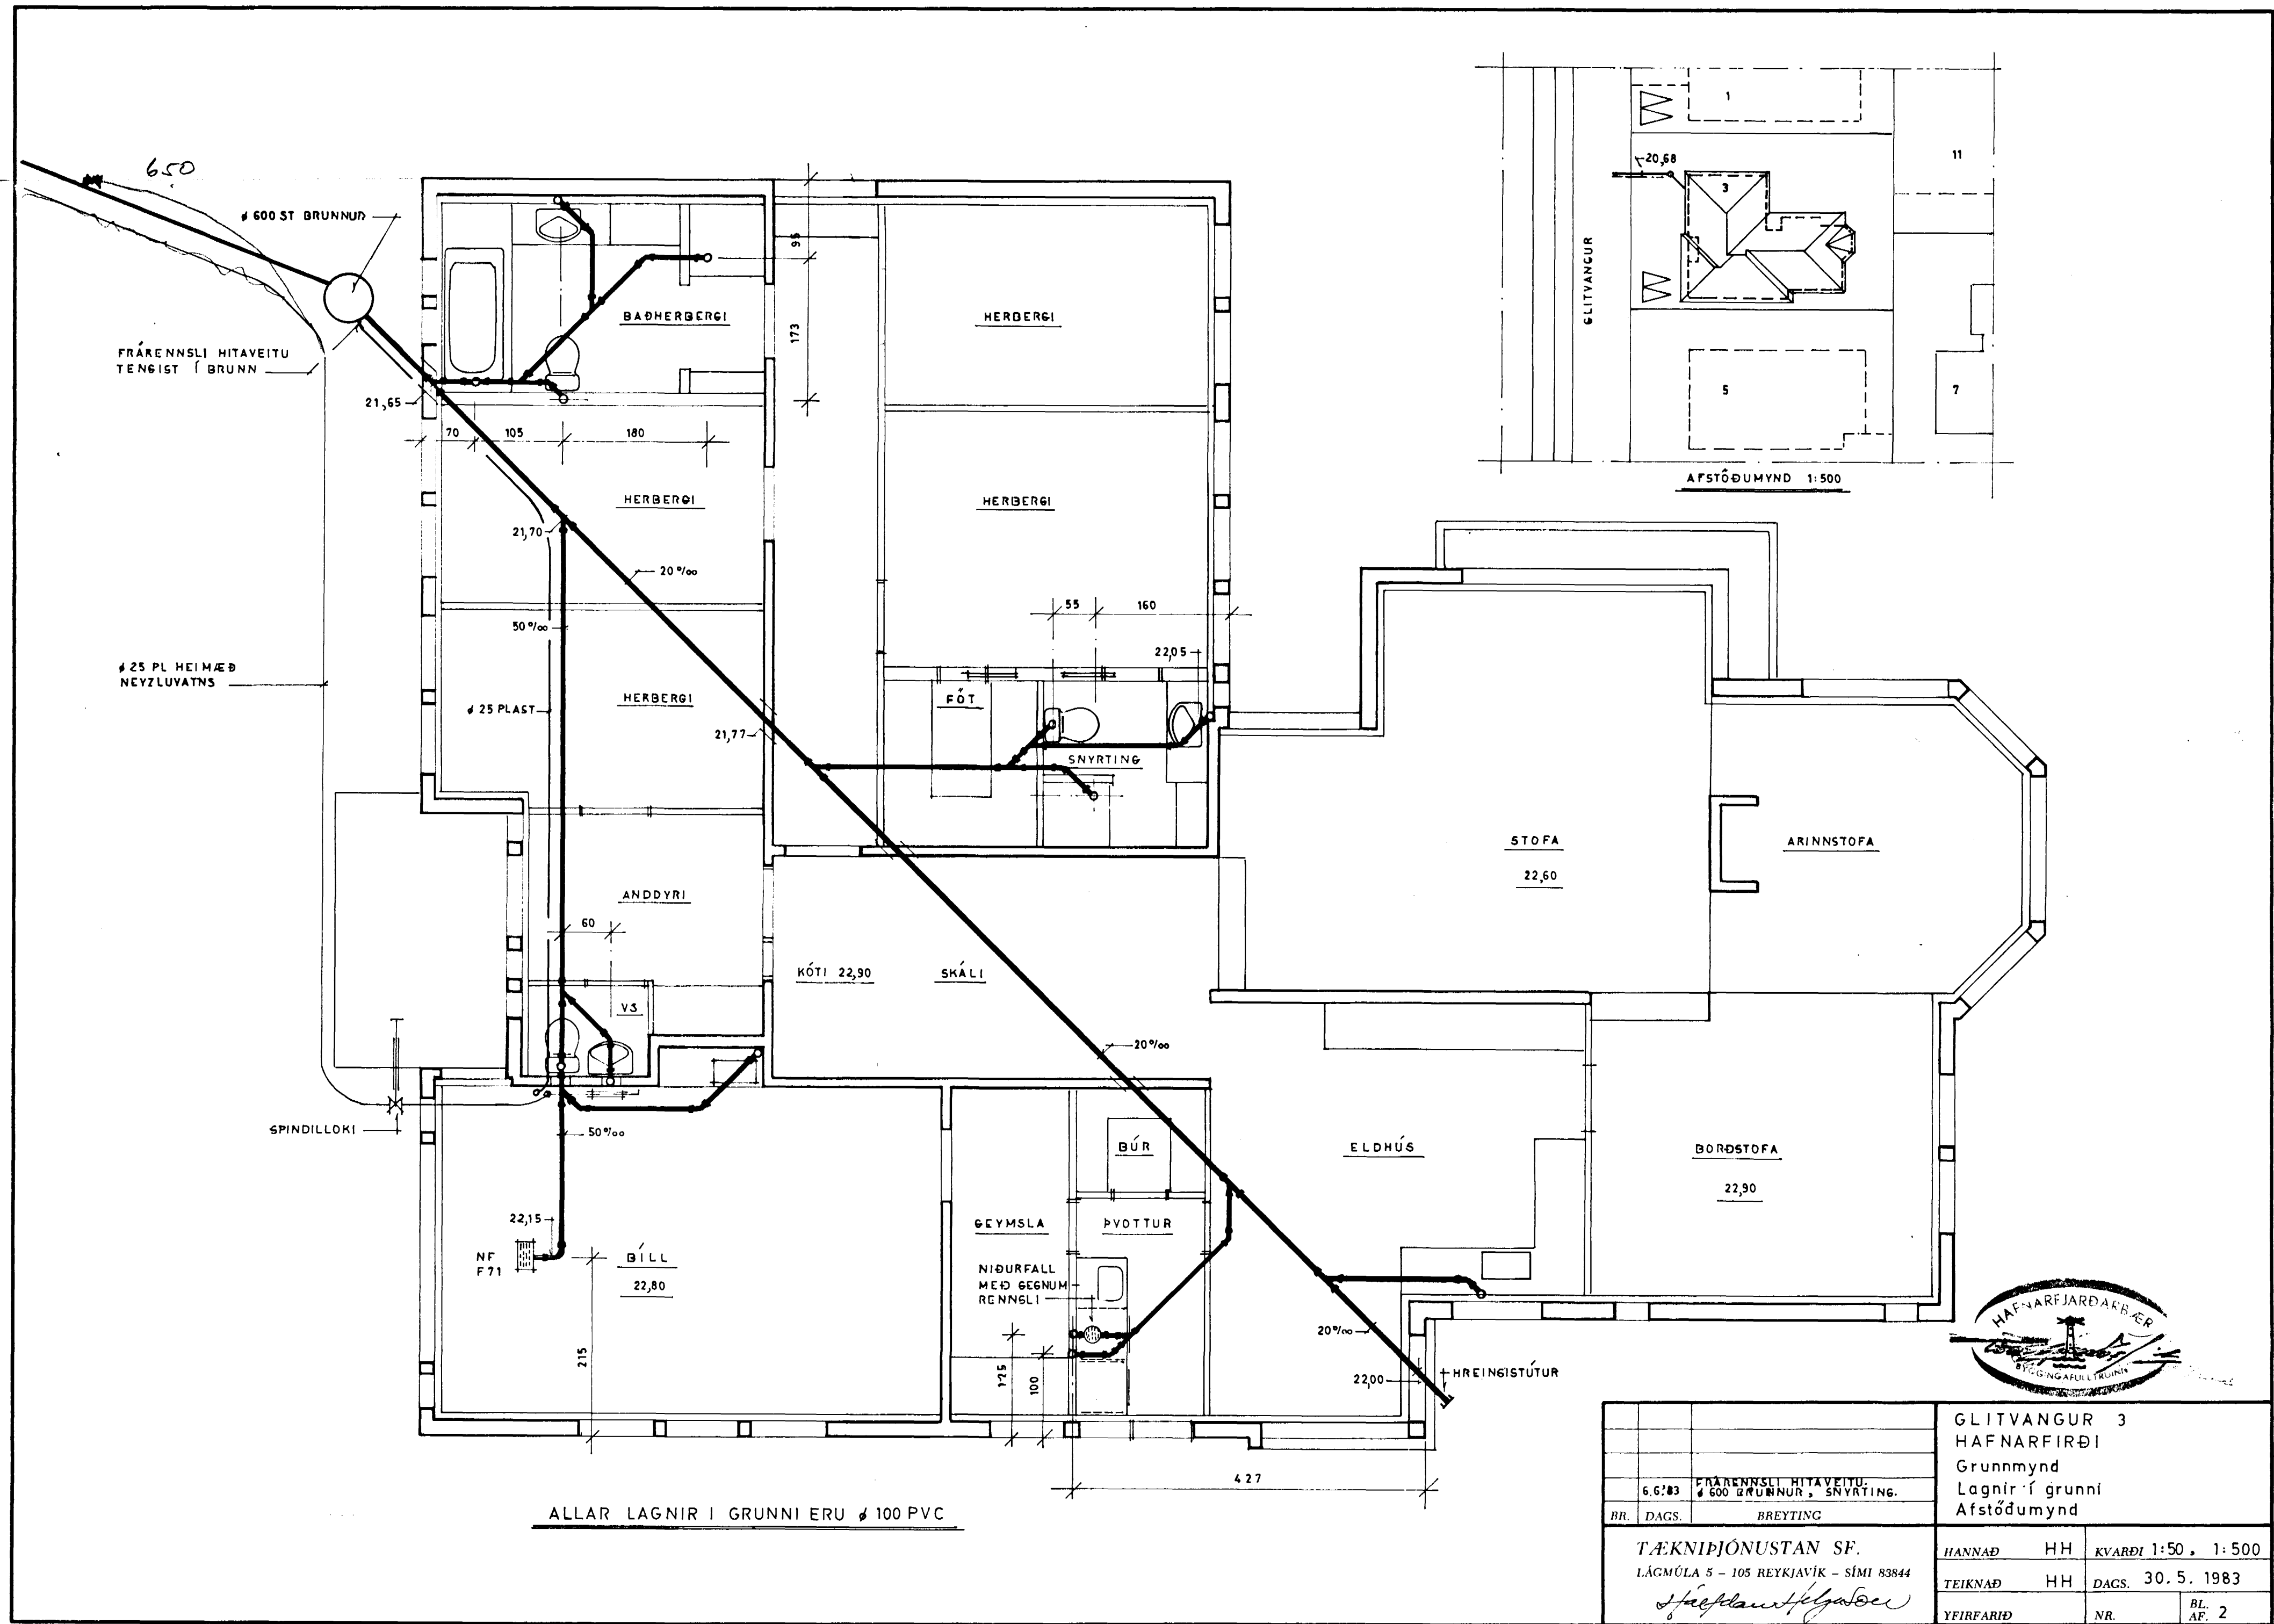 650
ø 600 ST BRUNNUR
FRÁRENNSLI HITAVEITU
TENGIST Í BRUNN
21,65
70
105
180
95
173
BAÐHERBERGI
HERBERGI
HERBERGI
HERBERGI
21,70
20 ‰
50 ‰
ø 25 PL HEIMÆÐ
NEYZLUVATNS
HERBERGI
ø 25 PLAST
21,77
55
160
22,05
FÖT
SNYRTING
ANDDYRI
60
KÓTI 22,90
SKÁLI
VS
20 ‰
STOFA
22,60
ARINNSTOFA
SPINDILLOKI
50 ‰
22,15
NF
F71
BÍLL
22,80
215
GEYMSLA
BÚR
ÞVOTTUR
NIÐURFALL
MEÐ GEGNUM
RENNSLI
125
100
ELDHÚS
BORÐSTOFA
22,90
20 ‰
22,00
HREINGISTÚTUR
427
ALLAR LAGNIR I GRUNNI ERU ø 100 PVC
1
11
20,68
3
GLITVANGUR
5
7
AFSTÖÐUMYND 1:500
HAFNARFJARÐARBÆR
BYGGINGAFULLTRÚINN
6.6.'83 FRÁRENNSLI HITAVEITU.
ø 600 BRUNNUR, SNYRTING.
BR. DAGS. BREYTING
GLITVANGUR 3
HAFNARFIRÐI
Grunnmynd
Lagnir í grunni
Afstöðumynd
TÆKNIÞJÓNUSTAN SF.
LÁGMÚLA 5 – 105 REYKJAVÍK – SÍMI 83844
Hálfdan Helgason
HANNAÐ HH KVARÐI 1:50, 1:500
TEIKNAÐ HH DAGS. 30.5.1983
YFIRFARIÐ NR. BL. AF. 2